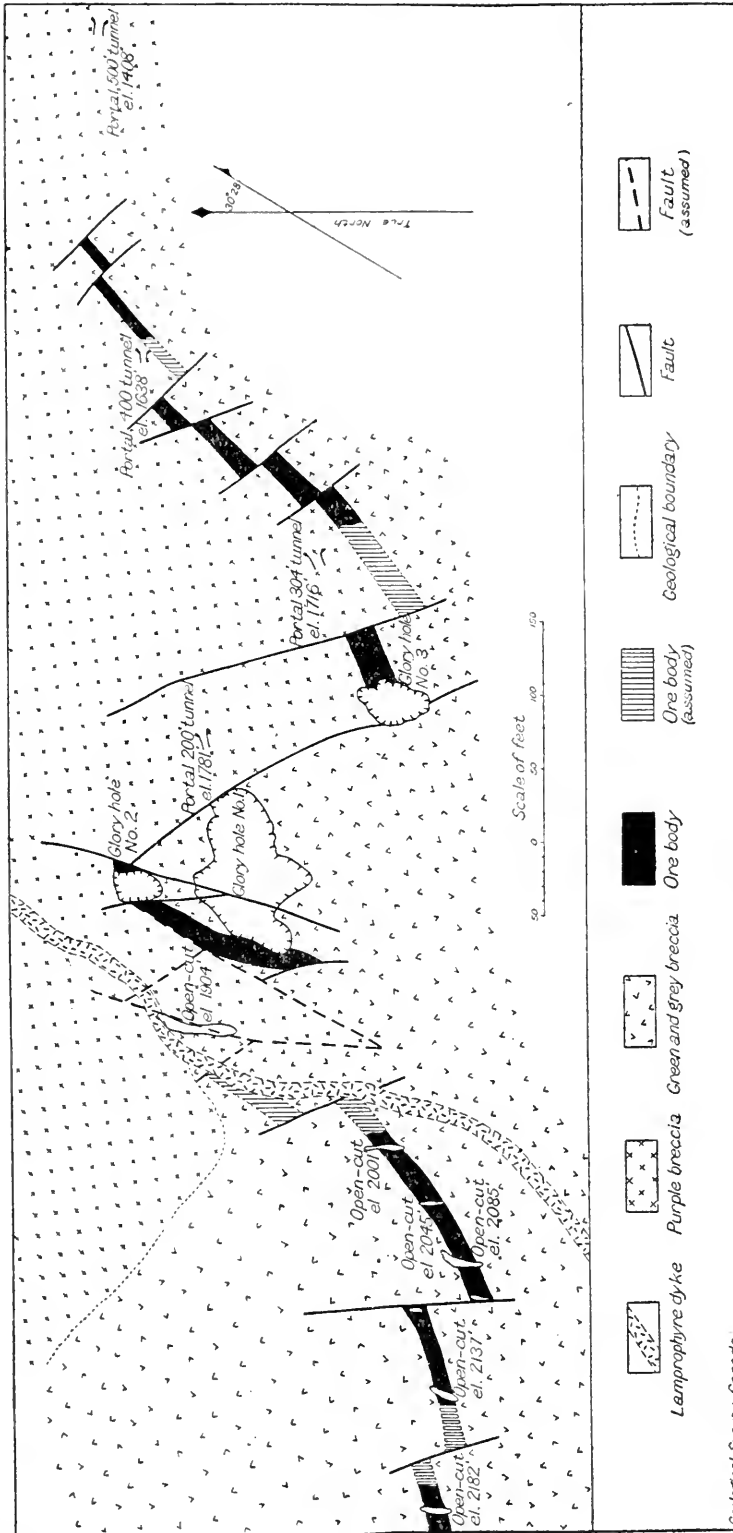 Portal, 500' tunnel
el. 1408'
Portal, 400 tunnel
el. 1638'
30°28'
True North
Portal 304' tunnel
el. 1716'
Portal 200' tunnel
el. 1781'
Glory hole
No. 2
Glory hole No. 1
Glory hole
No. 3
Open-cut
el 1904'
Open-cut
el. 2001'
Open-cut
el 2045'
Open-cut
el. 2085'
Open-cut
el. 2137'
Open-cut
el. 2182'
Scale of feet
50 0 50 100 150
Lamprophyre dyke
Purple breccia
Green and grey breccia
Ore body
Ore body
(assumed)
Geological boundary
Fault
Fault
(assumed)